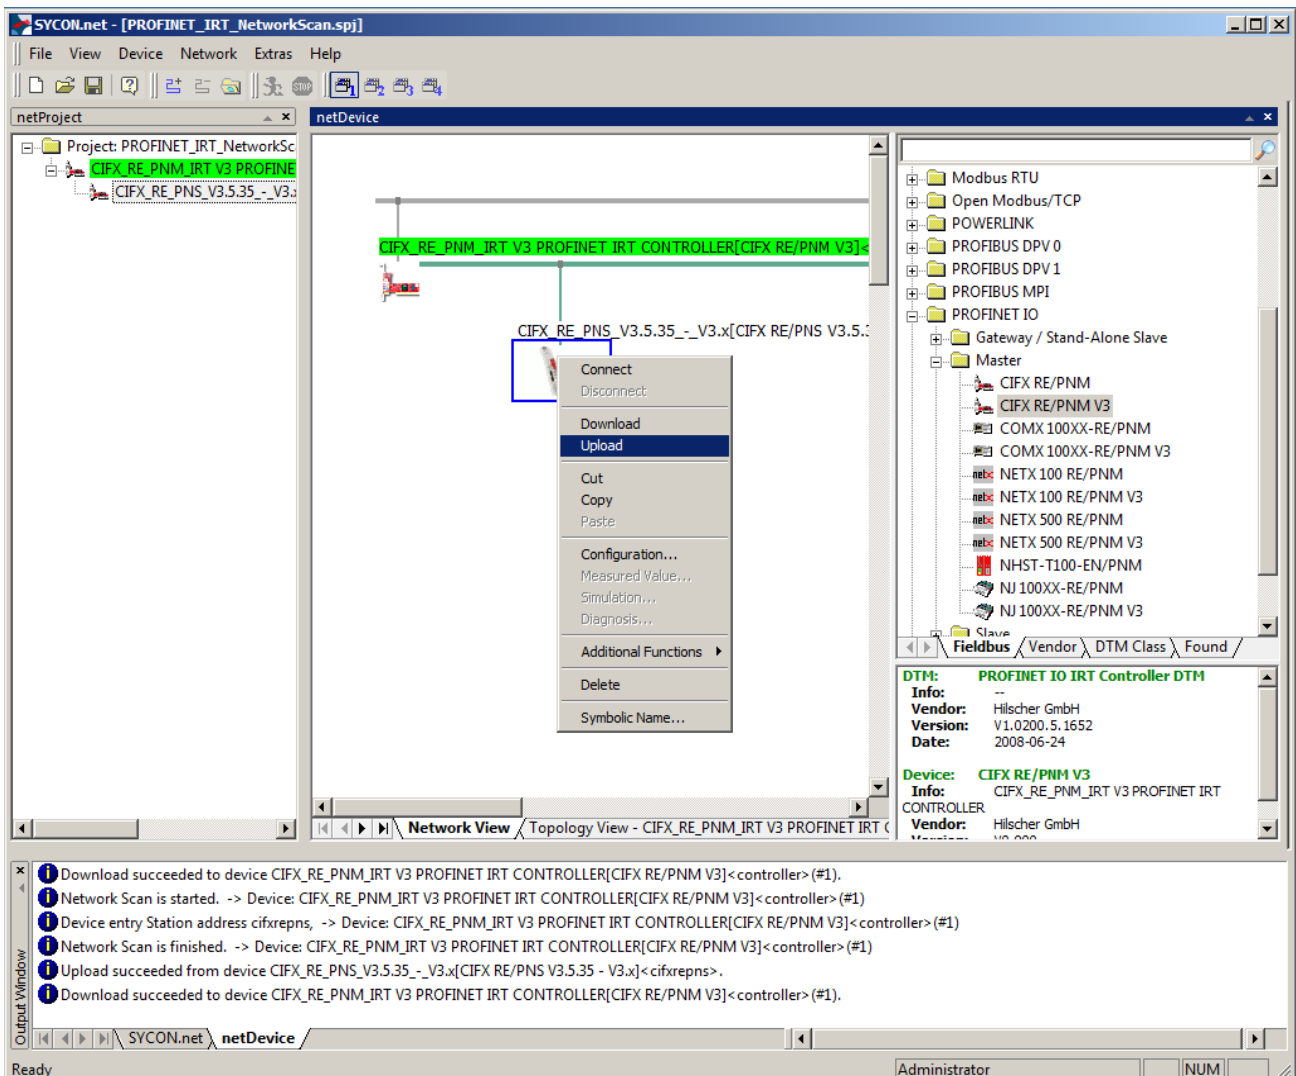 SYCON.net - [PROFINET_IRT_NetworkScan.spj]
File View Device Network Extras Help
netProject
netDevice
Project: PROFINET_IRT_NetworkSc
CIFX_RE_PNM_IRT V3 PROFINE
CIFX_RE_PNS_V3.5.35_-_V3.
CIFX_RE_PNM_IRT V3 PROFINET IRT CONTROLLER[CIFX RE/PNM V3]<
CIFX_RE_PNS_V3.5.35_-_V3.x[CIFX RE/PNS V3.5.3
Connect
Disconnect
Download
Upload
Cut
Copy
Paste
Configuration...
Measured Value...
Simulation...
Diagnosis...
Additional Functions
Delete
Symbolic Name...
Network View
Topology View - CIFX_RE_PNM_IRT V3 PROFINET IRT
Modbus RTU
Open Modbus/TCP
POWERLINK
PROFIBUS DPV0
PROFIBUS DPV1
PROFIBUS MPI
PROFINET IO
Gateway / Stand-Alone Slave
Master
CIFX RE/PNM
CIFX RE/PNM V3
COMX 100XX-RE/PNM
COMX 100XX-RE/PNM V3
netx NETX 100 RE/PNM
netx NETX 100 RE/PNM V3
netx NETX 500 RE/PNM
netx NETX 500 RE/PNM V3
NHST-T100-EN/PNM
NJ 100XX-RE/PNM
NJ 100XX-RE/PNM V3
Slave
Fieldbus Vendor DTM Class Found
DTM: PROFINET IO IRT Controller DTM
Info: --
Vendor: Hilscher GmbH
Version: V1.0200.5.1652
Date: 2008-06-24
Device: CIFX RE/PNM V3
Info: CIFX_RE_PNM_IRT V3 PROFINET IRT
CONTROLLER
Vendor: Hilscher GmbH
Output Window
Download succeeded to device CIFX_RE_PNM_IRT V3 PROFINET IRT CONTROLLER[CIFX RE/PNM V3]<controller>(#1).
Network Scan is started. -> Device: CIFX_RE_PNM_IRT V3 PROFINET IRT CONTROLLER[CIFX RE/PNM V3]<controller>(#1)
Device entry Station address cifxrepns, -> Device: CIFX_RE_PNM_IRT V3 PROFINET IRT CONTROLLER[CIFX RE/PNM V3]<controller>(#1)
Network Scan is finished. -> Device: CIFX_RE_PNM_IRT V3 PROFINET IRT CONTROLLER[CIFX RE/PNM V3]<controller>(#1)
Upload succeeded from device CIFX_RE_PNS_V3.5.35_-_V3.x[CIFX RE/PNS V3.5.35 - V3.x]<cifxrepns>.
Download succeeded to device CIFX_RE_PNM_IRT V3 PROFINET IRT CONTROLLER[CIFX RE/PNM V3]<controller>(#1).
SYCON.net netDevice
Ready
Administrator
NUM